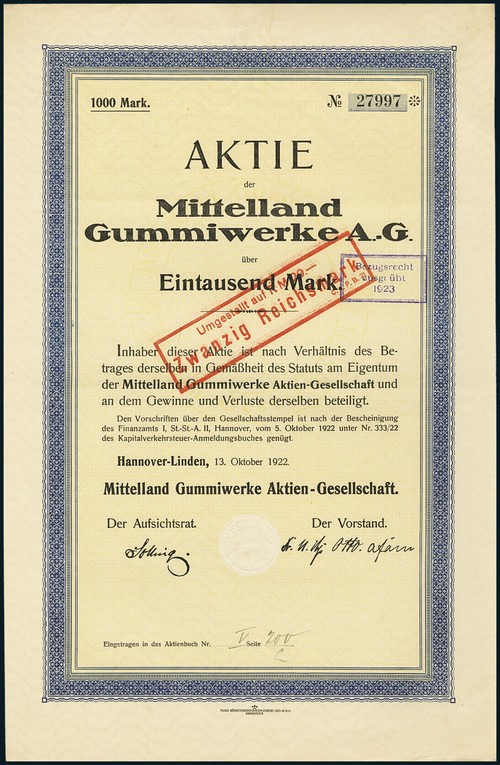 1000 Mark.
№ 27997
AKTIE
der
Mittelland
Gummiwerke A.-G.
über
Eintausend Mark.
Bezugsrecht
ausgeübt
1923
Umgestellt auf
Zwanzig Reichsmark
Inhaber dieser Aktie ist nach Verhältnis des Be-
trages derselben in Gemäßheit des Statuts am Eigentum
der Mittelland Gummiwerke Aktien-Gesellschaft und
an dem Gewinne und Verluste derselben beteiligt.
Den Vorschriften über den Gesellschaftsstempel ist nach der Bescheinigung
des Finanzamts I, St.-St.-A. II, Hannover, vom 5. Oktober 1922 unter Nr. 333/22
des Kapitalverkehrsteuer-Anmeldungsbuches genügt.
Hannover-Linden, 13. Oktober 1922.
Mittelland Gummiwerke Aktien-Gesellschaft.
Der Aufsichtsrat. Der Vorstand.
Eingetragen in das Aktienbuch Nr. V Seite 200